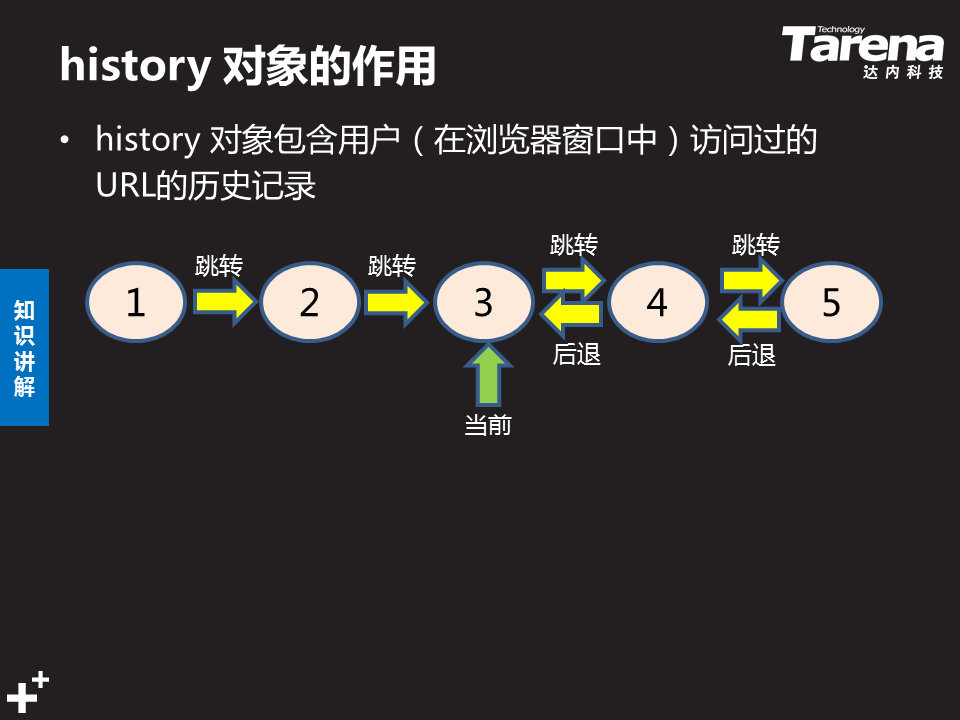 history 对象的作用
Technology
Tarena
达内科技
• history 对象包含用户（在浏览器窗口中）访问过的
URL的历史记录
跳转
跳转
跳转
跳转
1
2
3
4
5
后退
后退
当前
知识讲解